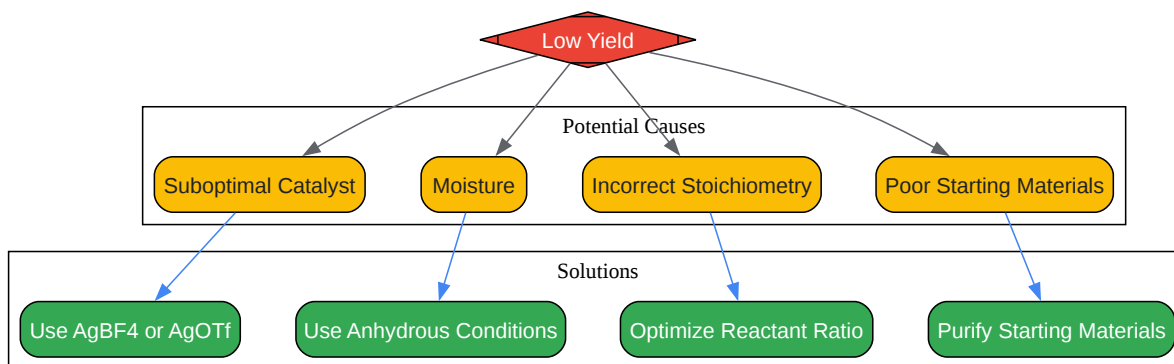 Low Yield
Potential Causes
Suboptimal Catalyst
Moisture
Incorrect Stoichiometry
Poor Starting Materials
Solutions
Use AgBF4 or AgOTf
Use Anhydrous Conditions
Optimize Reactant Ratio
Purify Starting Materials